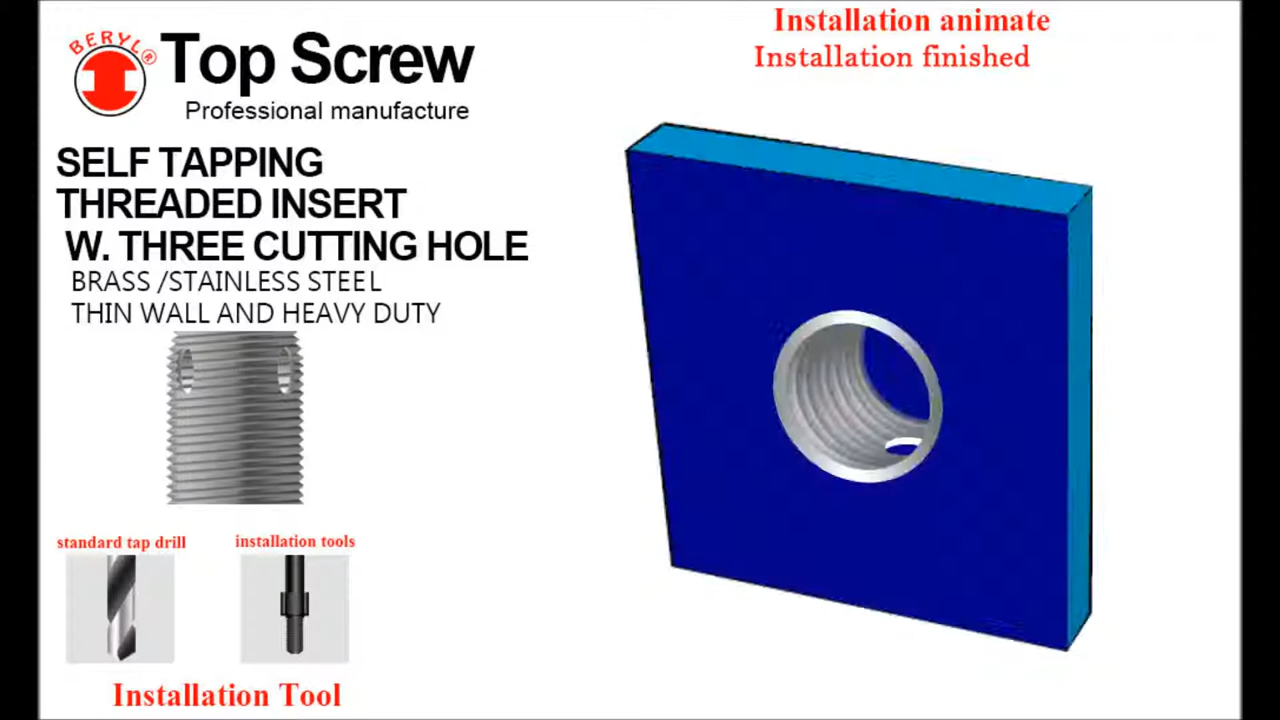 BERYL®
Top Screw
Professional manufacture
SELF TAPPING
THREADED INSERT
W. THREE CUTTING HOLE
BRASS /STAINLESS STEEL
THIN WALL AND HEAVY DUTY
standard tap drill
installation tools
Installation Tool
Installation animate
Installation finished